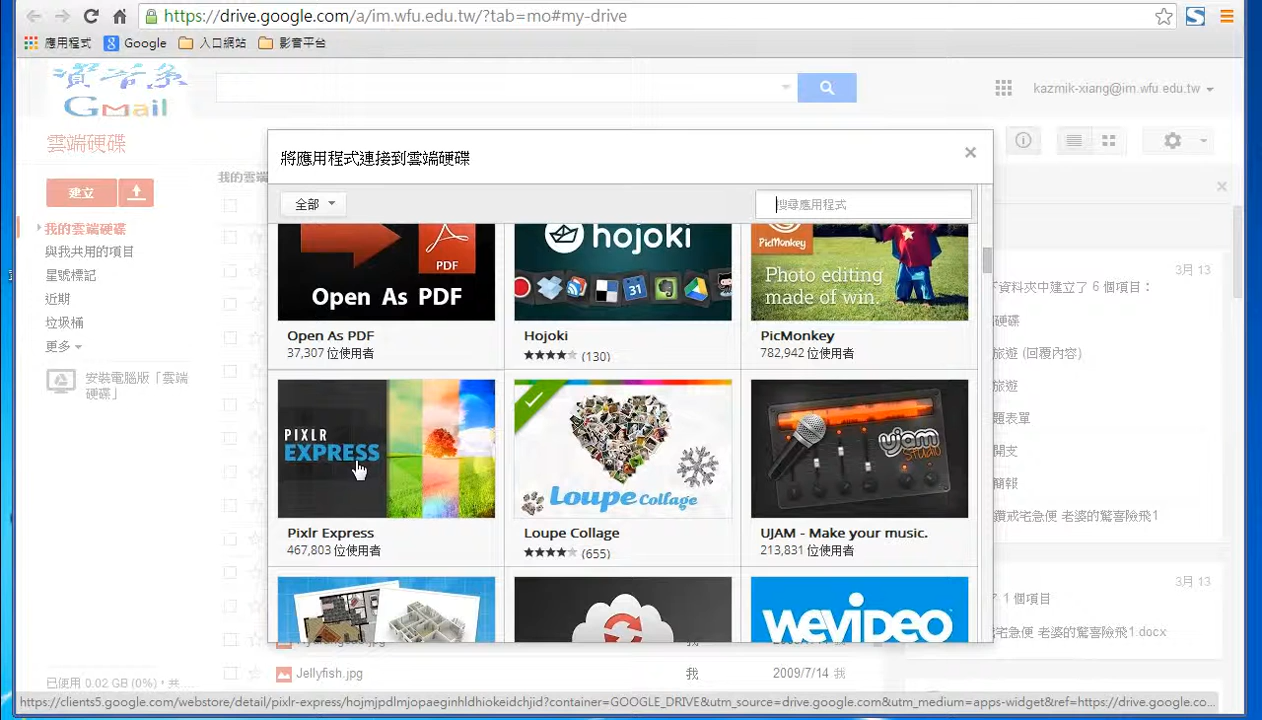 https://drive.google.com/a/im.wfu.edu.tw/?tab=mo#my-drive
應用程式 Google 入口網站 影音平台
Gmail
kazmik-xiang@im.wfu.edu.tw
雲端硬碟
將應用程式連接到雲端硬碟
建立
我的雲端
全部
搜尋應用程式
我的雲端硬碟
與我共用的項目
星號標記
近期
垃圾桶
更多
安裝電腦版「雲端
硬碟」
PDF
Open As PDF
hojoki
31
PicMonkey
Photo editing
made of win.
Open As PDF
37,307 位使用者
Hojoki
(130)
PicMonkey
782,942 位使用者
PIXLR
EXPRESS
Loupe Collage
ujam
STUDIO
Pixlr Express
467,803 位使用者
Loupe Collage
(655)
UJAM - Make your music.
213,831 位使用者
WEVIDEO
3月 13
資料夾中建立了 6 個項目：
硬碟
旅遊 (回覆內容)
旅遊
題表單
開支
簡報
鑽戒宅急便 老婆的驚喜險飛1
3月 13
1 個項目
宅急便 老婆的驚喜險飛1.docx
Jellyfish.jpg 我 2009/7/14 我
已使用 0.02 GB (0%)，共
https://clients5.google.com/webstore/detail/pixlr-express/hojmjpdlmjopaeginhldhiokeidchjid?container=GOOGLE_DRIVE&utm_source=drive.google.com&utm_medium=apps-widget&ref=https://drive.google.co...